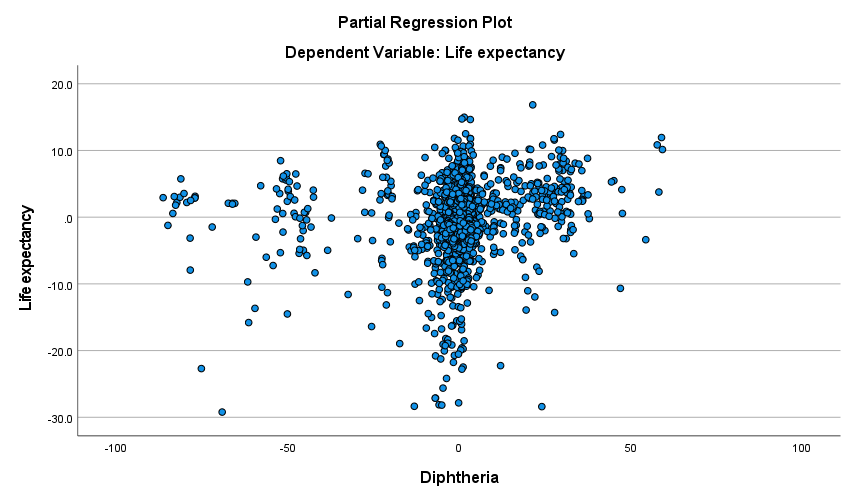 Partial Regression Plot
Dependent Variable: Life expectancy
20.0
10.0
.0
-10.0
-20.0
-30.0
Life expectancy
-100
-50
0
50
100
Diphtheria